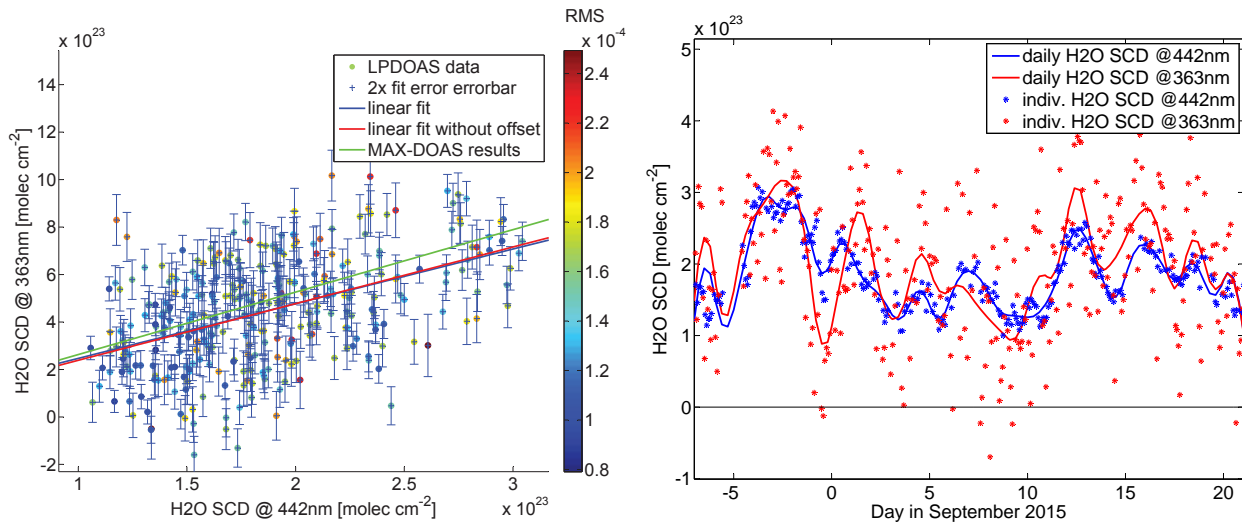 RMS
x 10^23
x 10^-4
LPDOAS data
2x fit error errorbar
linear fit
linear fit without offset
MAX-DOAS results
H2O SCD @ 363nm [molec cm^-2]
14
12
10
8
6
4
2
0
-2
1
1.5
2
2.5
3
H2O SCD @ 442nm [molec cm^-2]
x 10^23
2.4
2.2
2
1.8
1.6
1.4
1.2
1
0.8
x 10^23
daily H2O SCD @442nm
daily H2O SCD @363nm
indiv. H2O SCD @442nm
indiv. H2O SCD @363nm
H2O SCD [molec cm^-2]
5
4
3
2
1
0
-1
-5
0
5
10
15
20
Day in September 2015